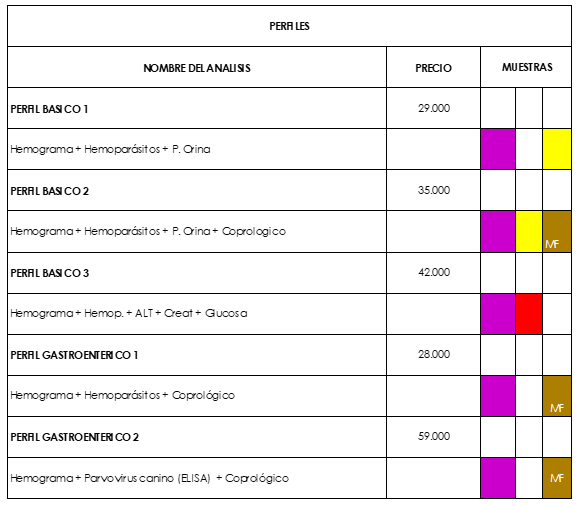 PERFILES
NOMBRE DEL ANALISIS PRECIO MUESTRAS
PERFIL BASICO 1 29.000
Hemograma + Hemoparásitos + P. Orina
PERFIL BASICO 2 35.000
Hemograma + Hemoparásitos + P. Orina + Coprologico MF
PERFIL BASICO 3 42.000
Hemograma + Hemop. + ALT + Creat + Glucosa
PERFIL GASTROENTERICO 1 28.000
Hemograma + Hemoparásitos + Coprológico MF
PERFIL GASTROENTERICO 2 59.000
Hemograma + Parvovirus canino (ELISA) + Coprológico MF